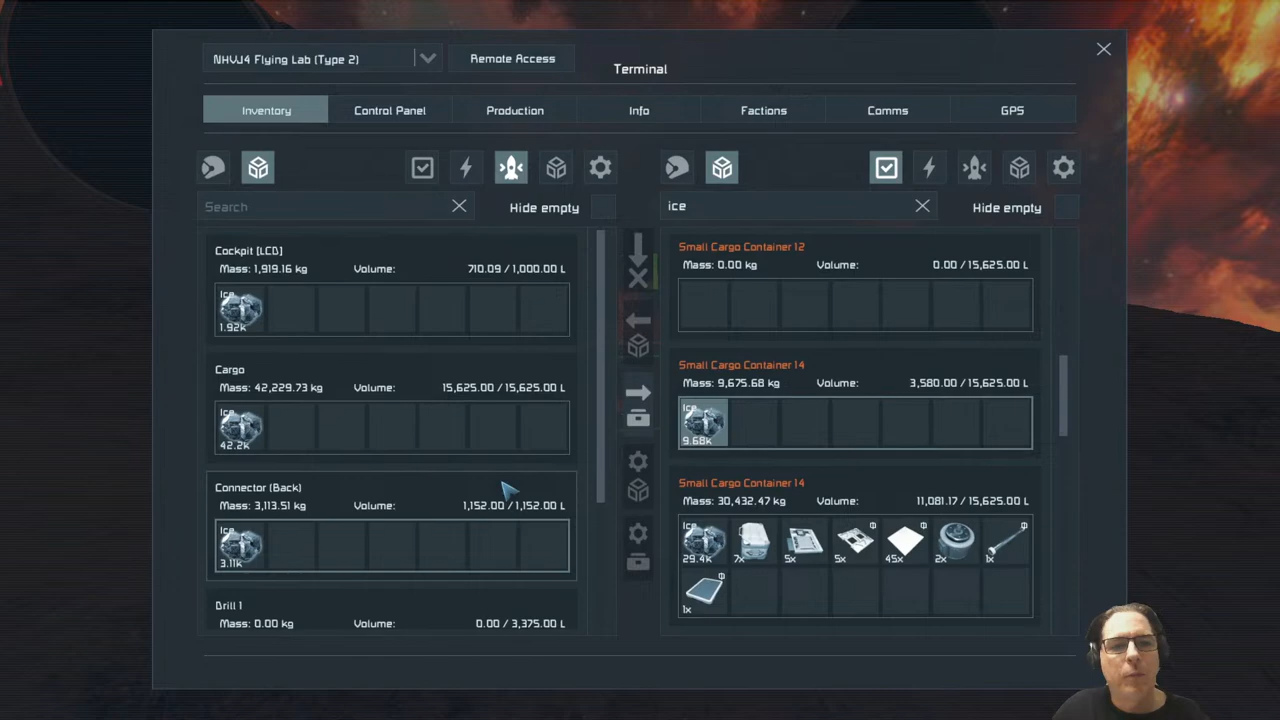 NHVJ4 Flying Lab (Type 2)
Remote Access
Terminal
Inventory
Control Panel
Production
Info
Factions
Comms
GPS
Search
Hide empty
ice
Hide empty
Cockpit [LCD]
Mass: 1,919.16 kg Volume: 710.09 / 1,000.00 L
Ice
1.92k
Cargo
Mass: 42,229.73 kg Volume: 15,625.00 / 15,625.00 L
Ice
42.2k
Connector (Back)
Mass: 3,113.51 kg Volume: 1,152.00 / 1,152.00 L
Ice
3.11k
Drill 1
Mass: 0.00 kg Volume: 0.00 / 3,375.00 L
Small Cargo Container 12
Mass: 0.00 kg Volume: 0.00 / 15,625.00 L
Small Cargo Container 14
Mass: 9,675.68 kg Volume: 3,580.00 / 15,625.00 L
Ice
9.68k
Small Cargo Container 14
Mass: 30,432.47 kg Volume: 11,081.17 / 15,625.00 L
Ice
29.4k 7x 5x 5x 45x 2x 1x
1x